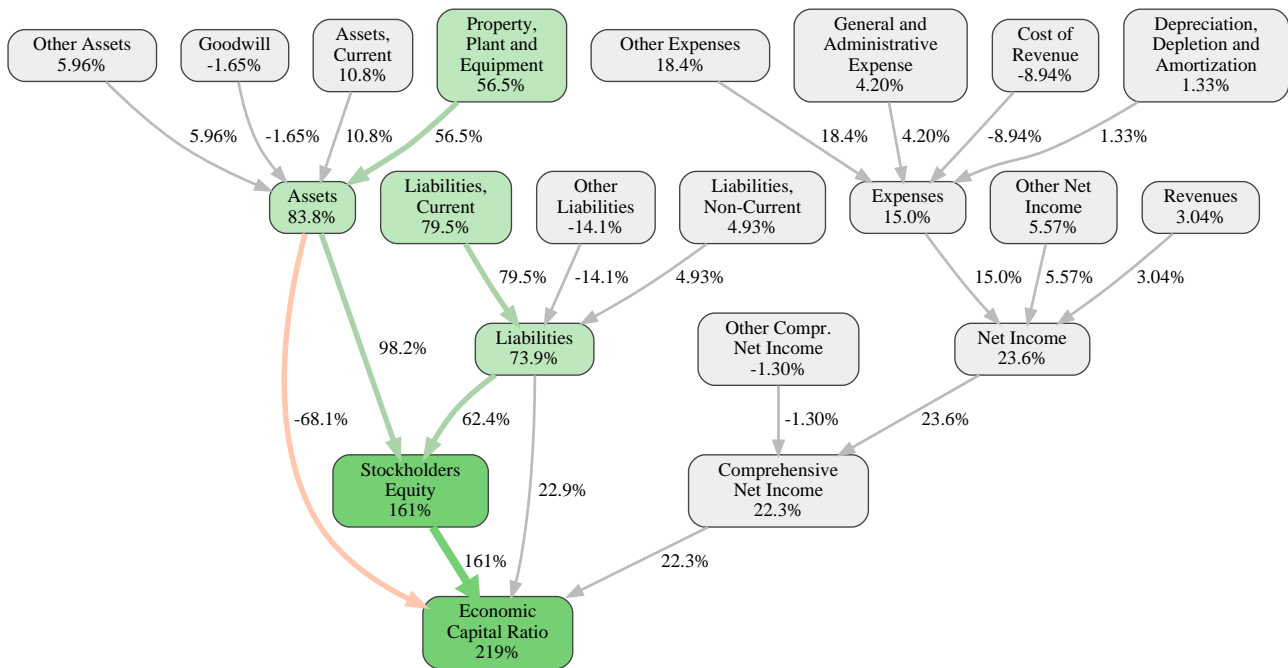 Other Assets
5.96%
Goodwill
-1.65%
Assets,
Current
10.8%
Property,
Plant and
Equipment
56.5%
Other Expenses
18.4%
General and
Administrative
Expense
4.20%
Cost of
Revenue
-8.94%
Depreciation,
Depletion and
Amortization
1.33%
5.96%
-1.65%
10.8%
56.5%
18.4%
4.20%
-8.94%
1.33%
Assets
83.8%
Liabilities,
Current
79.5%
Other
Liabilities
-14.1%
Liabilities,
Non-Current
4.93%
Expenses
15.0%
Other Net
Income
5.57%
Revenues
3.04%
79.5%
-14.1%
4.93%
15.0%
5.57%
3.04%
98.2%
Liabilities
73.9%
Other Compr.
Net Income
-1.30%
Net Income
23.6%
-68.1%
62.4%
-1.30%
23.6%
Stockholders
Equity
161%
22.9%
Comprehensive
Net Income
22.3%
161%
22.3%
Economic
Capital Ratio
219%